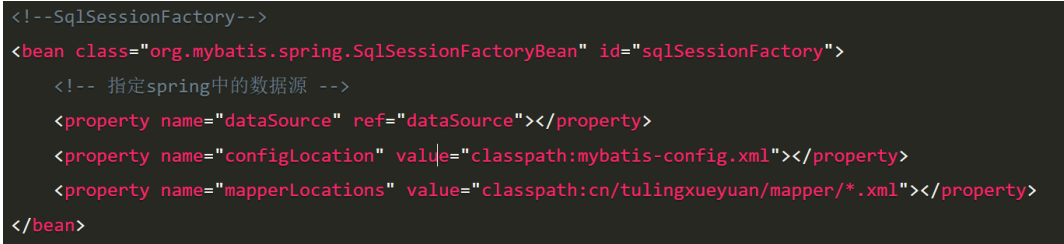 <!--SqlSessionFactory-->
<bean class="org.mybatis.spring.SqlSessionFactoryBean" id="sqlSessionFactory">
    <!-- 指定spring中的数据源 -->
    <property name="dataSource" ref="dataSource"></property>
    <property name="configLocation" value="classpath:mybatis-config.xml"></property>
    <property name="mapperLocations" value="classpath:cn/tulingxueyuan/mapper/*.xml"></property>
</bean>